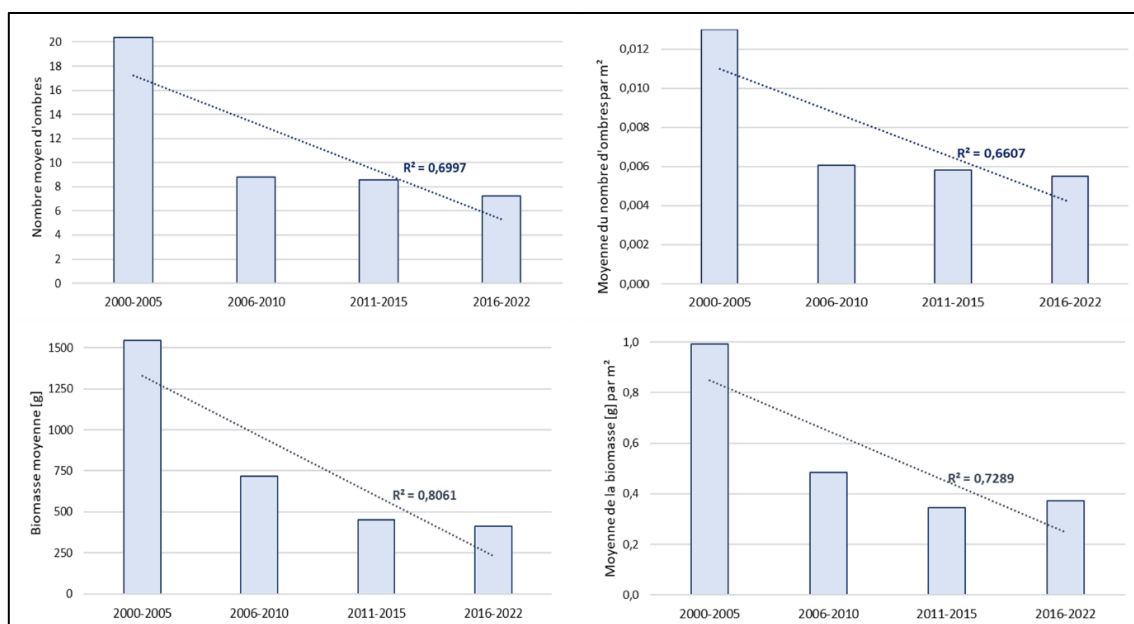 Nombre moyen d'ombres
20
18
16
14
12
10
8
6
4
2
0
R² = 0,6997
2000-2005 2006-2010 2011-2015 2016-2022
Moyenne du nombre d'ombres par m²
0,012
0,010
0,008
0,006
0,004
0,002
0,000
R² = 0,6607
2000-2005 2006-2010 2011-2015 2016-2022
Biomasse moyenne [g]
1500
1250
1000
750
500
250
0
R² = 0,8061
2000-2005 2006-2010 2011-2015 2016-2022
Moyenne de la biomasse [g] par m²
1,0
0,8
0,6
0,4
0,2
0,0
R² = 0,7289
2000-2005 2006-2010 2011-2015 2016-2022